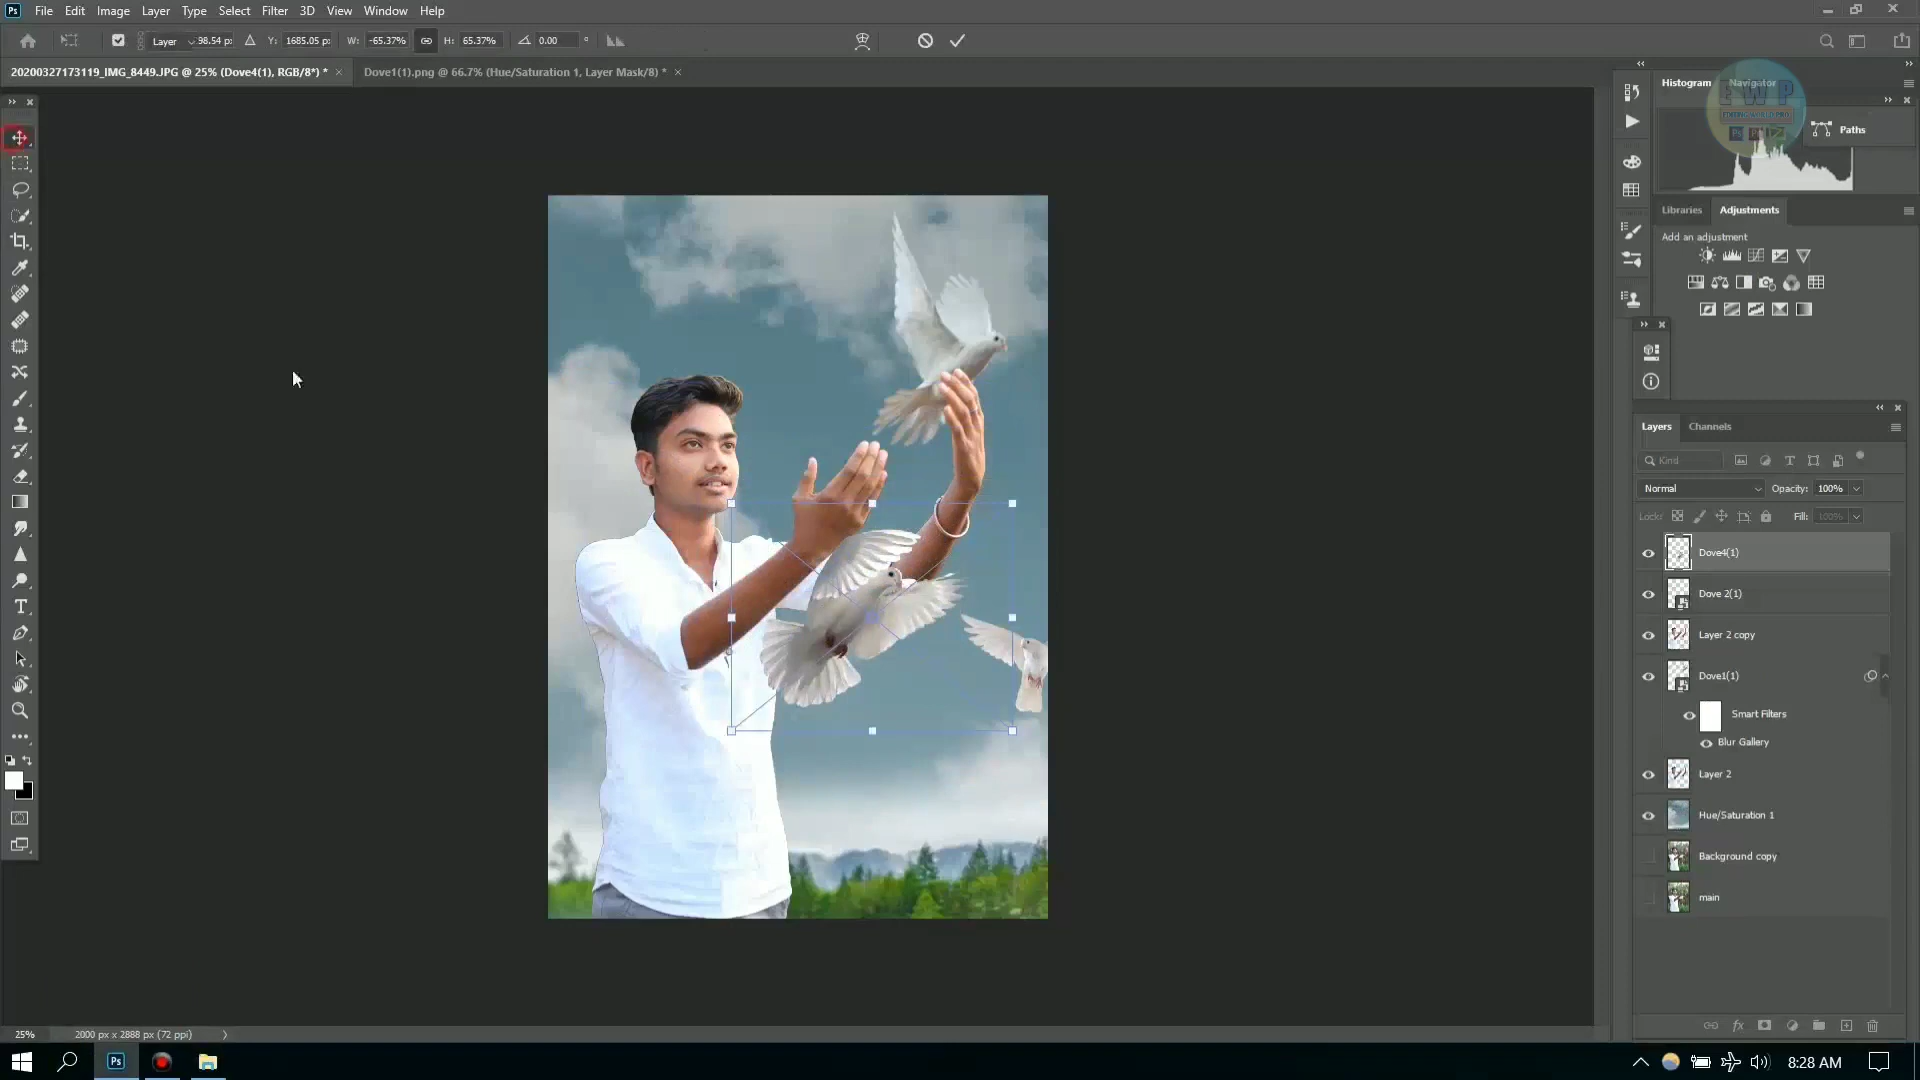 Ps File Edit Image Layer Type Select Filter 3D View Window Help
Layer 98.54 px Y: 1685.05 px W: -65.37% H: 65.37% 0.00 °
20200327173119_IMG_8449.JPG @ 25% (Dove4(1), RGB/8*) * × Dove1(1).png @ 66.7% (Hue/Saturation 1, Layer Mask/8) * ×
Histogram Navigator
E W P
Paths
Libraries Adjustments
Add an adjustment
Layers Channels
Kind
Normal Opacity: 100%
Fill: 100%
Dove4(1)
Dove 2(1)
Layer 2 copy
Dove1(1)
Smart Filters
Blur Gallery
Layer 2
Hue/Saturation 1
Background copy
main
25% 2000 px x 2888 px (72 ppi)
Ps 8:28 AM